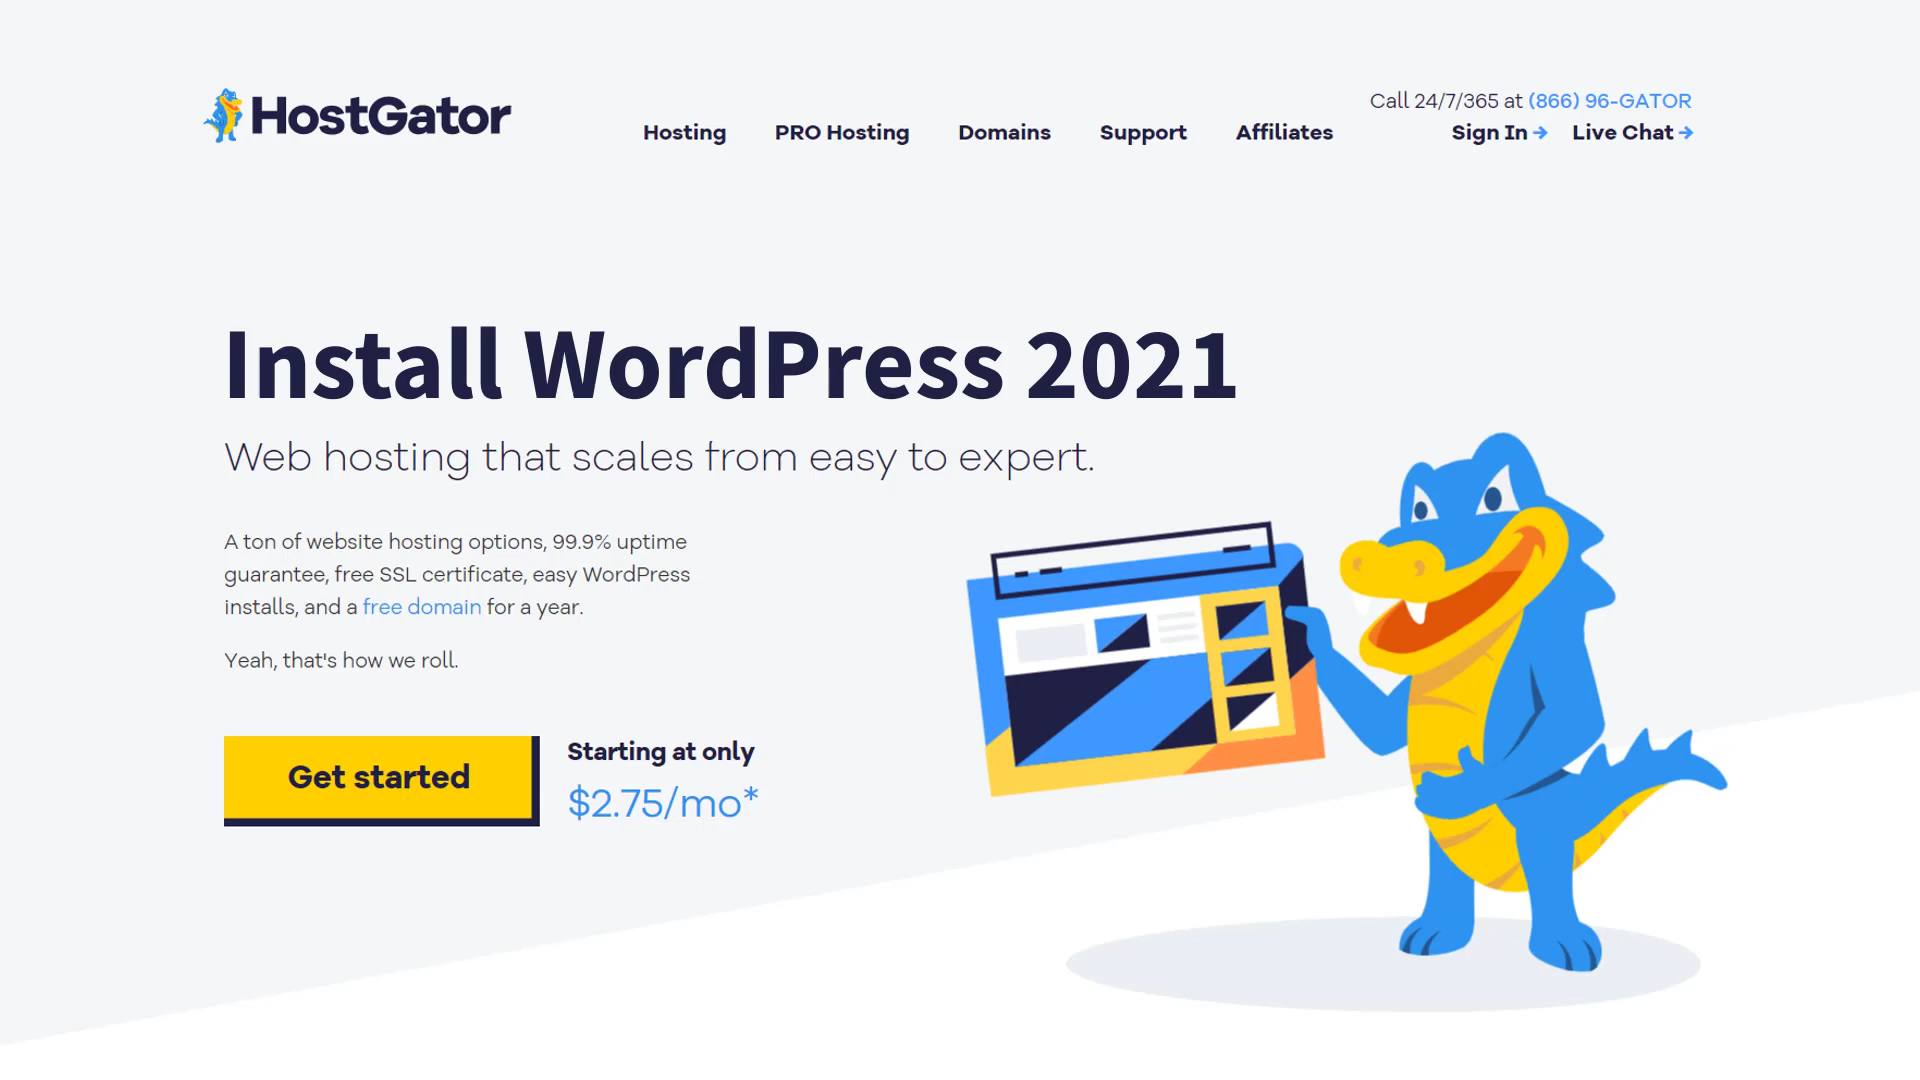 HostGator
Call 24/7/365 at (866) 96-GATOR
Hosting PRO Hosting Domains Support Affiliates Sign In → Live Chat →
Install WordPress 2021
Web hosting that scales from easy to expert.
A ton of website hosting options, 99.9% uptime
guarantee, free SSL certificate, easy WordPress
installs, and a free domain for a year.
Yeah, that's how we roll.
Get started
Starting at only
$2.75/mo*